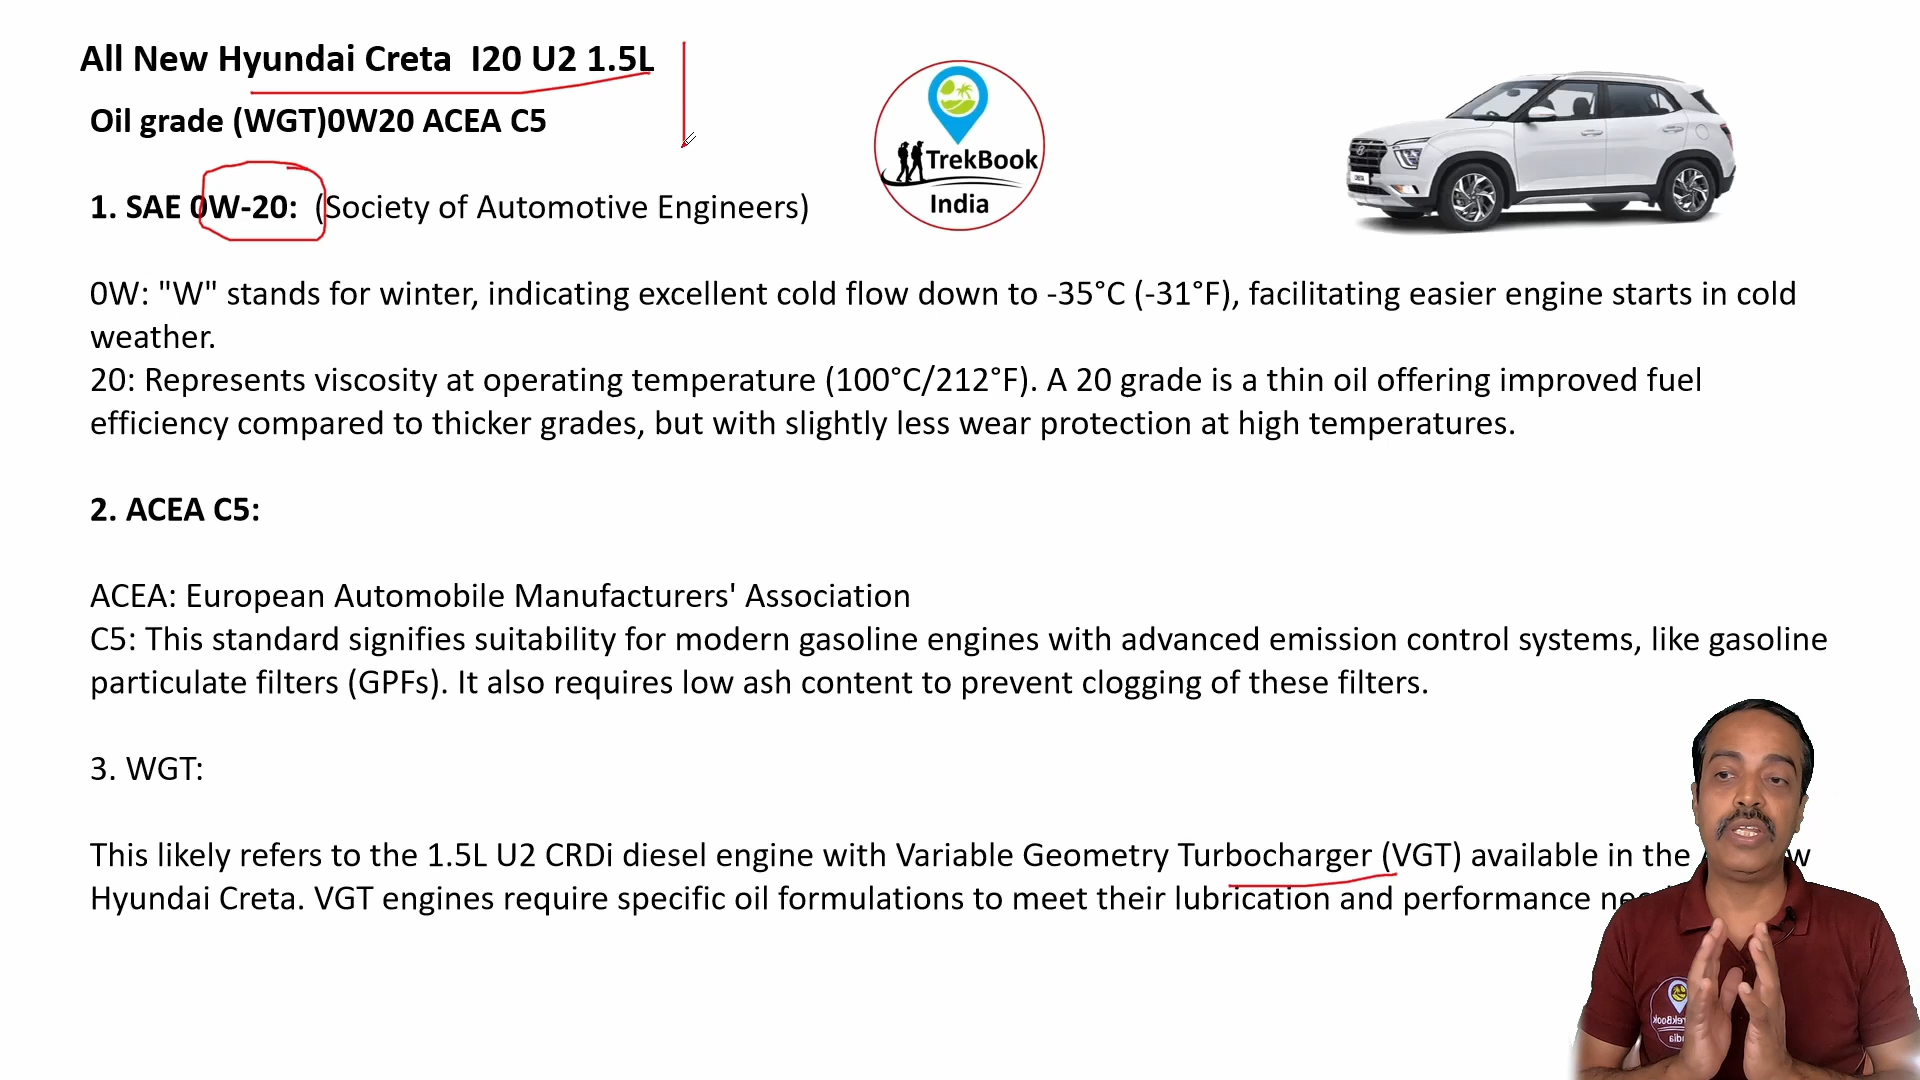 All New Hyundai Creta I20 U2 1.5L
Oil grade (WGT)0W20 ACEA C5
TrekBook
India
1. SAE 0W-20: (Society of Automotive Engineers)
0W: "W" stands for winter, indicating excellent cold flow down to -35°C (-31°F), facilitating easier engine starts in cold
weather.
20: Represents viscosity at operating temperature (100°C/212°F). A 20 grade is a thin oil offering improved fuel
efficiency compared to thicker grades, but with slightly less wear protection at high temperatures.
2. ACEA C5:
ACEA: European Automobile Manufacturers' Association
C5: This standard signifies suitability for modern gasoline engines with advanced emission control systems, like gasoline
particulate filters (GPFs). It also requires low ash content to prevent clogging of these filters.
3. WGT:
This likely refers to the 1.5L U2 CRDi diesel engine with Variable Geometry Turbocharger (VGT) available in the
Hyundai Creta. VGT engines require specific oil formulations to meet their lubrication and performance